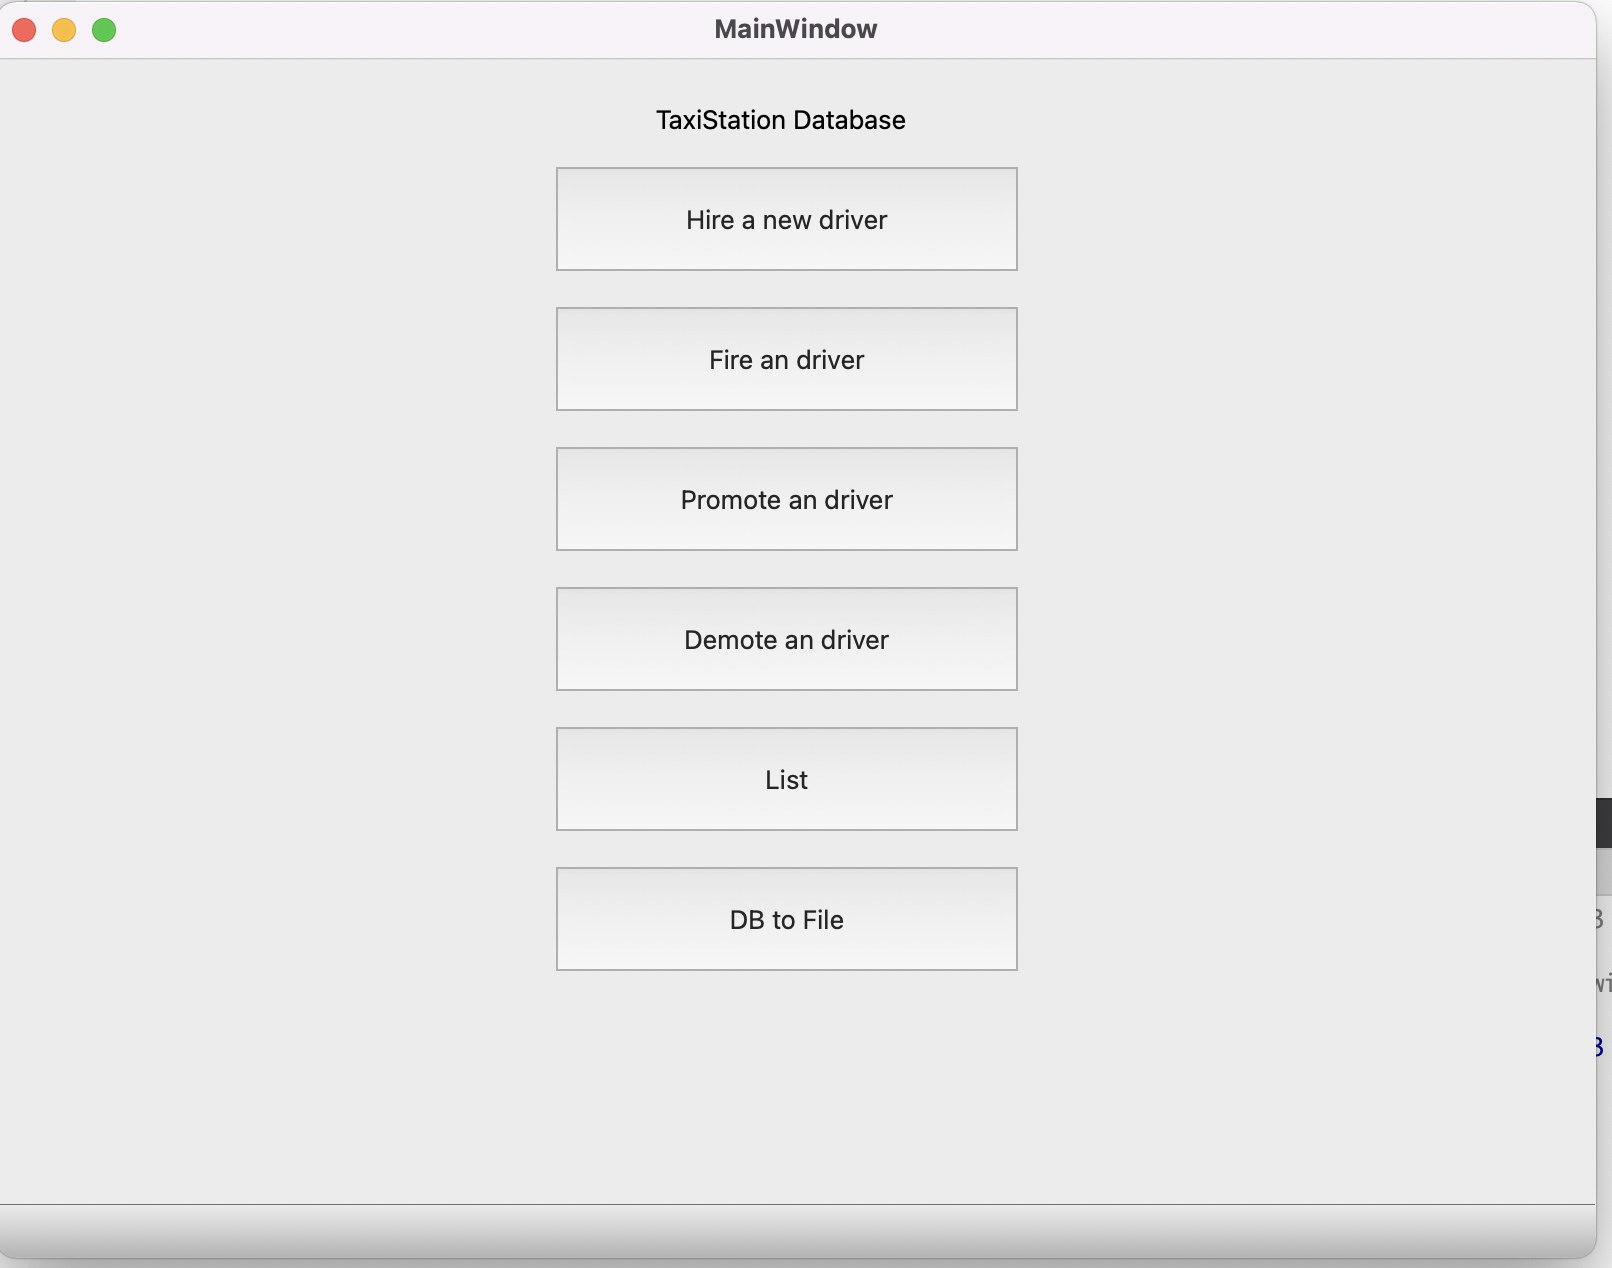 MainWindow
TaxiStation Database
Hire a new driver
Fire an driver
Promote an driver
Demote an driver
List
DB to File